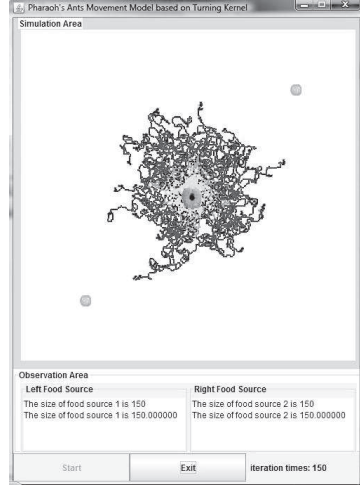 Pharaoh's Ants Movement Model based on Turning Kernel
Simulation Area
Observation Area
Left Food Source
The size of food source 1 is 150
The size of food source 1 is 150.000000
Right Food Source
The size of food source 2 is 150
The size of food source 2 is 150.000000
Start
Exit
iteration times: 150